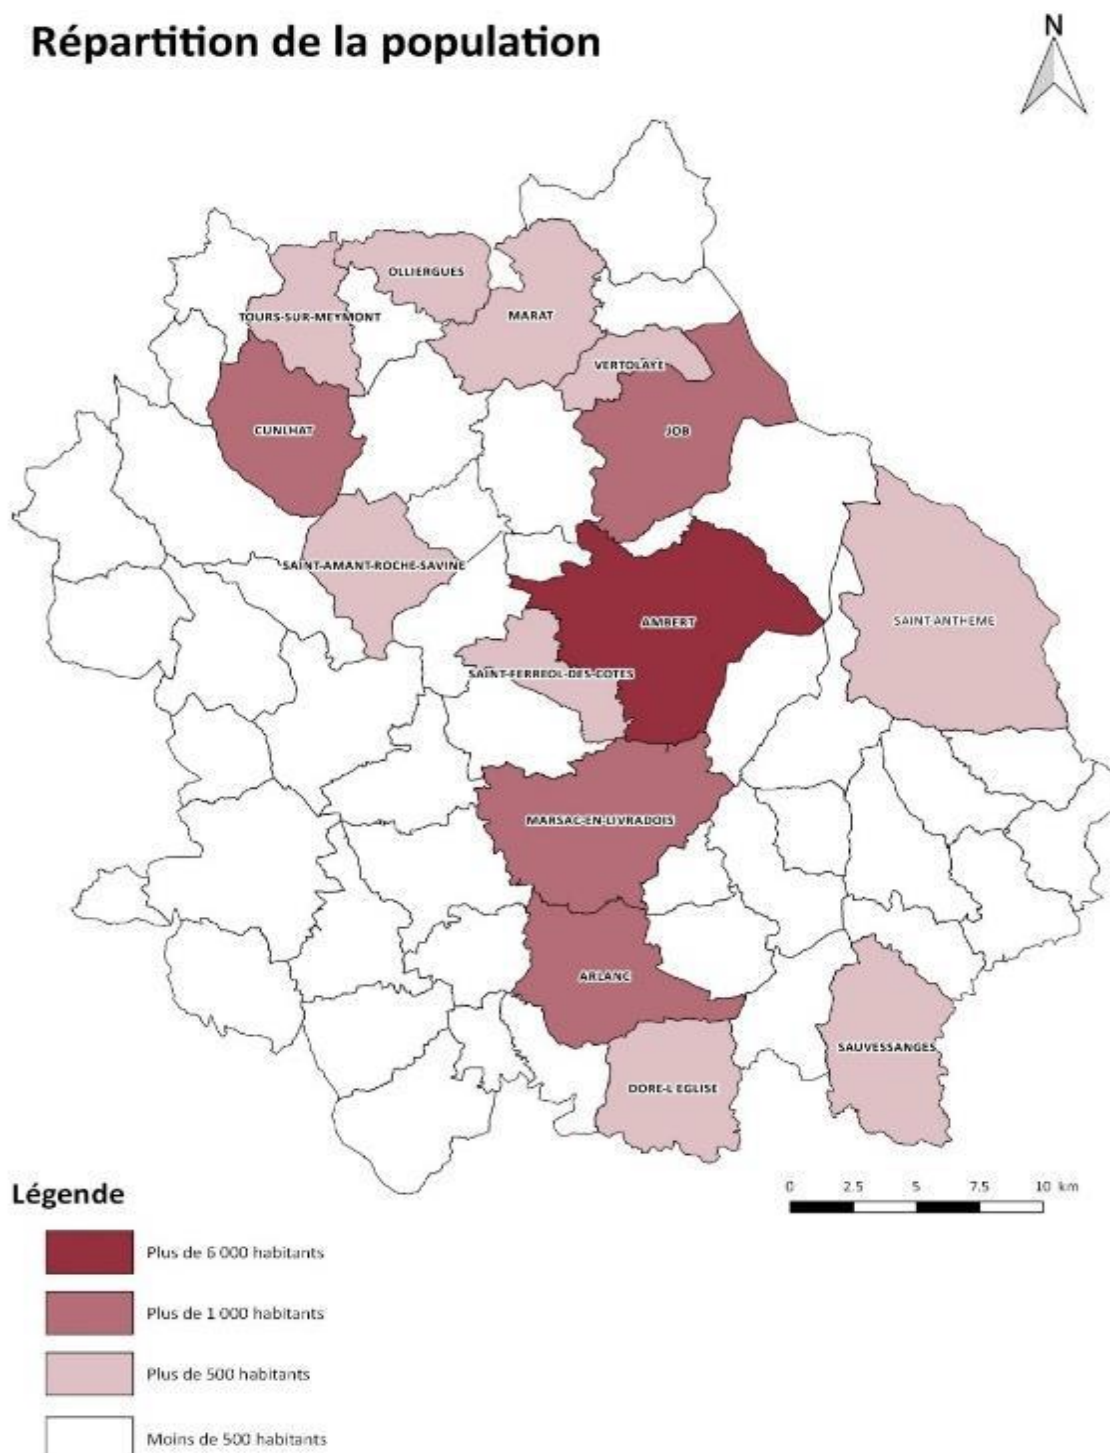 Répartition de la population
N
OLLIERGUES
TOURS-SUR-MEYMONT
MARAT
VERTOLAYE
CUNLHAT
JOB
SAINT-AMANT-ROCHE-SAVINE
AMBERT
SAINT-ANTHEME
SAINT-FERREOL-DES-COTES
MARSAC-EN-LIVRADOIS
ARLANC
SAUVESSANGES
DORE-L'EGLISE
Légende
0 2.5 5 7.5 10 km
Plus de 6 000 habitants
Plus de 1 000 habitants
Plus de 500 habitants
Moins de 500 habitants